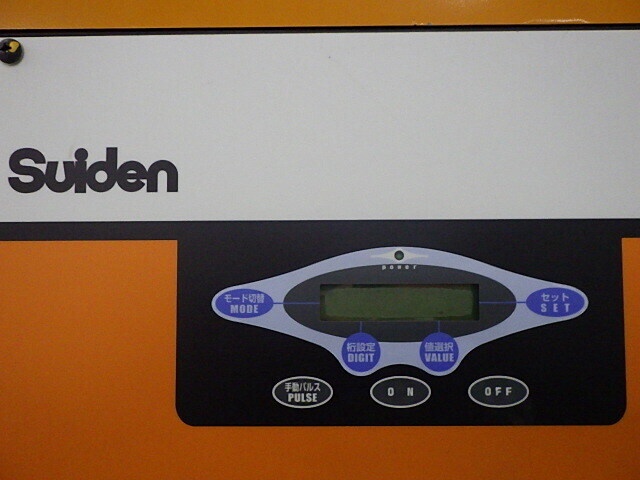 Suiden
power
モード切替
MODE
セット
SET
桁設定
DIGIT
値選択
VALUE
手動パルス
PULSE
ON
OFF